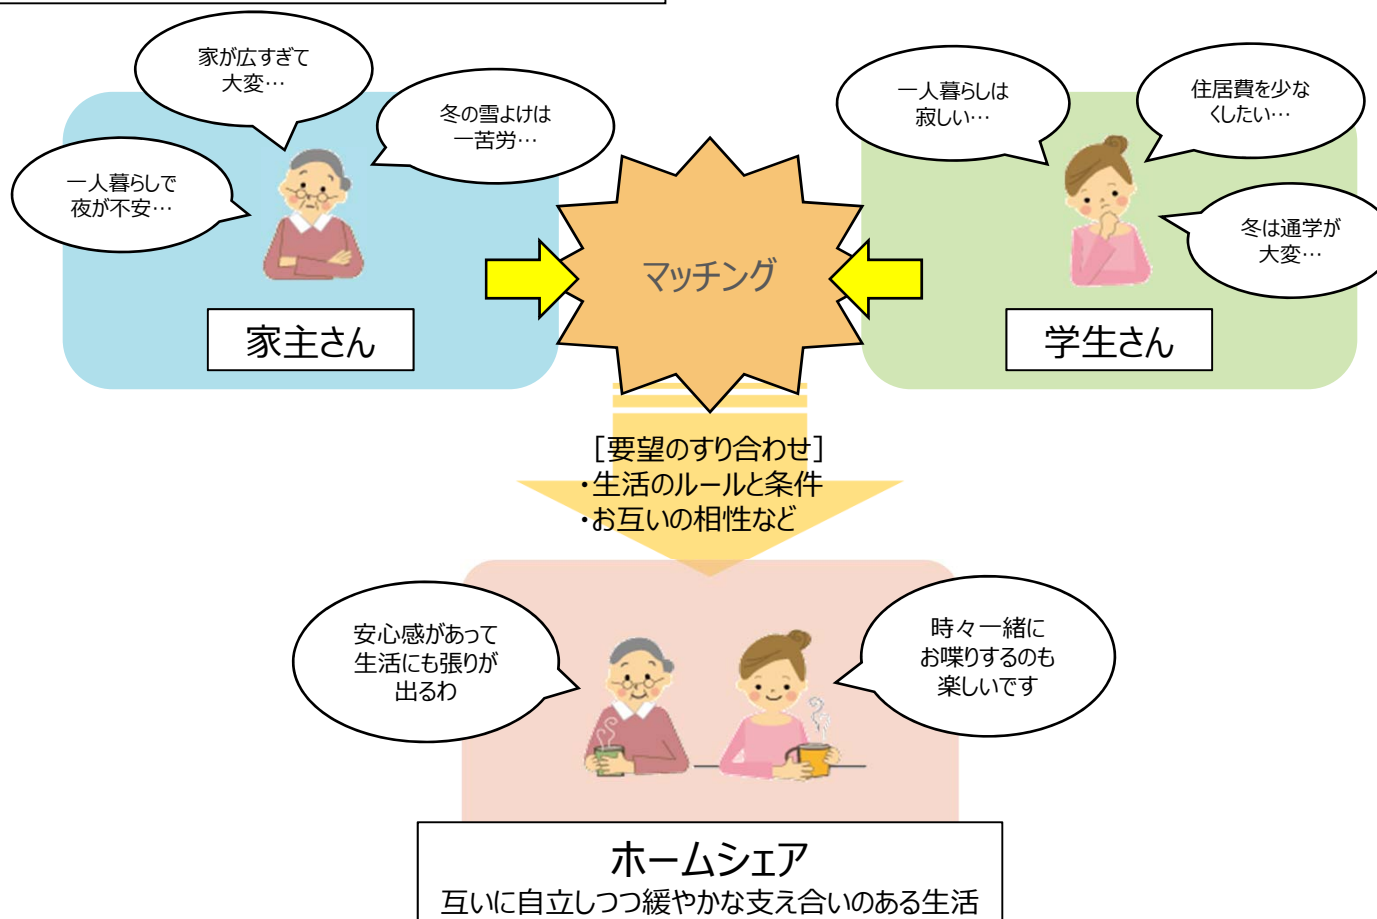 家が広すぎて
大変…
冬の雪よけは
一苦労…
一人暮らしで
夜が不安…
家主さん
マッチング
一人暮らしは
寂しい…
住居費を少な
くしたい…
冬は通学が
大変…
学生さん
［要望のすり合わせ］
・生活のルールと条件
・お互いの相性など
安心感があって
生活にも張りが
出るわ
時々一緒に
お喋りするのも
楽しいです
ホームシェア
互いに自立しつつ緩やかな支え合いのある生活